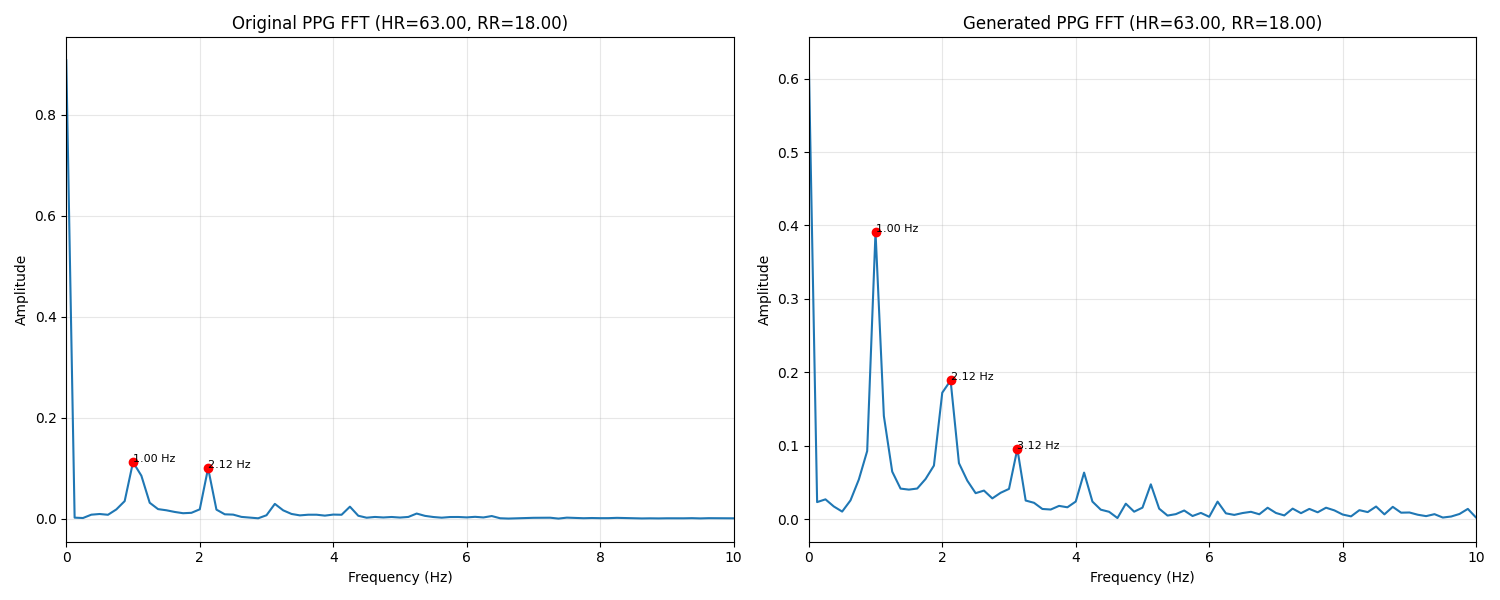 Original PPG FFT (HR=63.00, RR=18.00)
Amplitude
0.8
0.6
0.4
0.2
0.0
1.00 Hz
2.12 Hz
0 2 4 6 8 10
Frequency (Hz)
Generated PPG FFT (HR=63.00, RR=18.00)
Amplitude
0.6
0.5
0.4
0.3
0.2
0.1
0.0
1.00 Hz
2.12 Hz
3.12 Hz
0 2 4 6 8 10
Frequency (Hz)